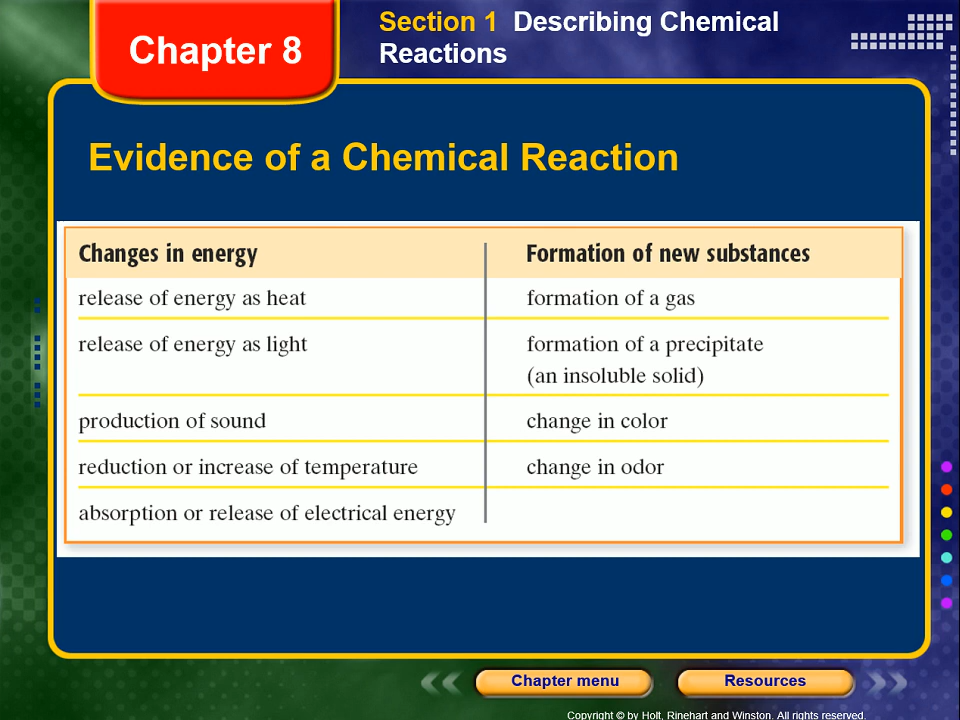 Chapter 8
Section 1 Describing Chemical
Reactions
Evidence of a Chemical Reaction
Changes in energy Formation of new substances
release of energy as heat formation of a gas
release of energy as light formation of a precipitate
(an insoluble solid)
production of sound change in color
reduction or increase of temperature change in odor
absorption or release of electrical energy
Chapter menu Resources
Copyright © by Holt, Rinehart and Winston. All rights reserved.